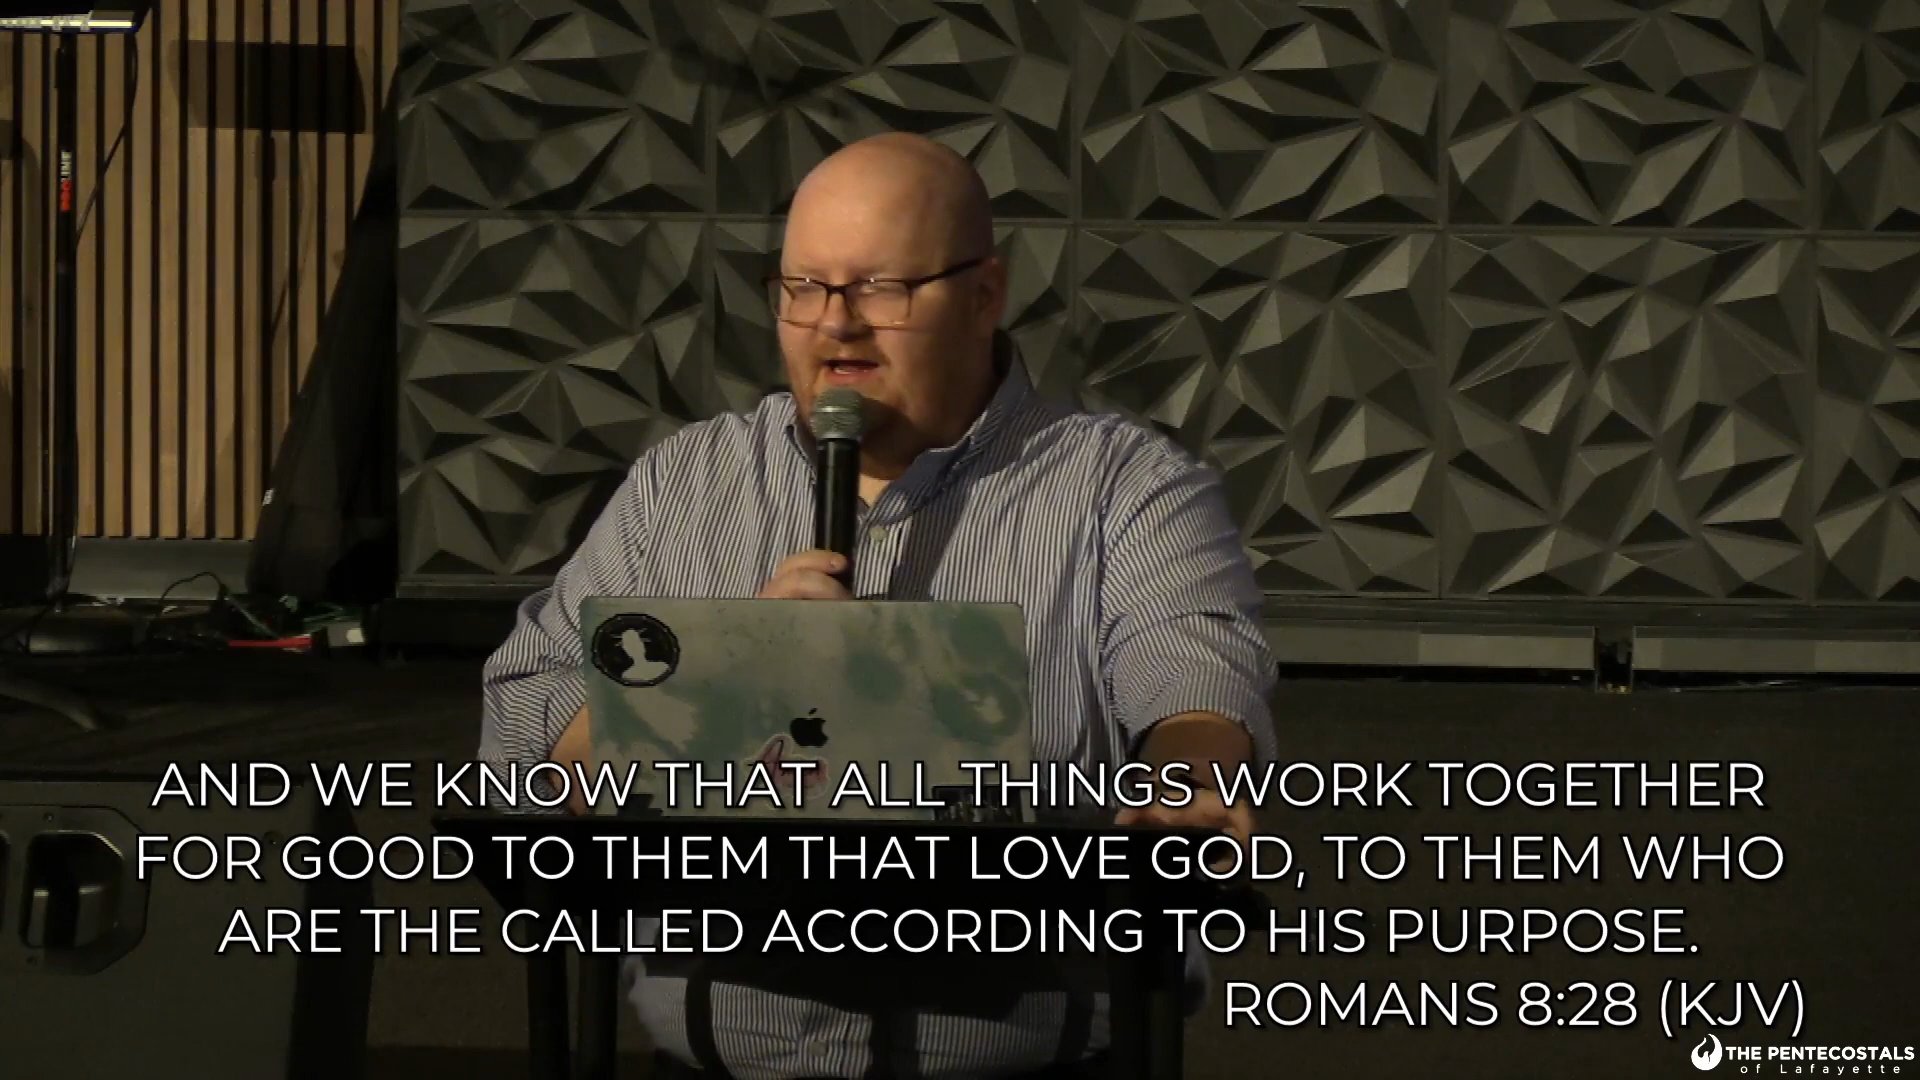 AND WE KNOW THAT ALL THINGS WORK TOGETHER
FOR GOOD TO THEM THAT LOVE GOD, TO THEM WHO
ARE THE CALLED ACCORDING TO HIS PURPOSE.
ROMANS 8:28 (KJV)
THE PENTECOSTALS
of Lafayette